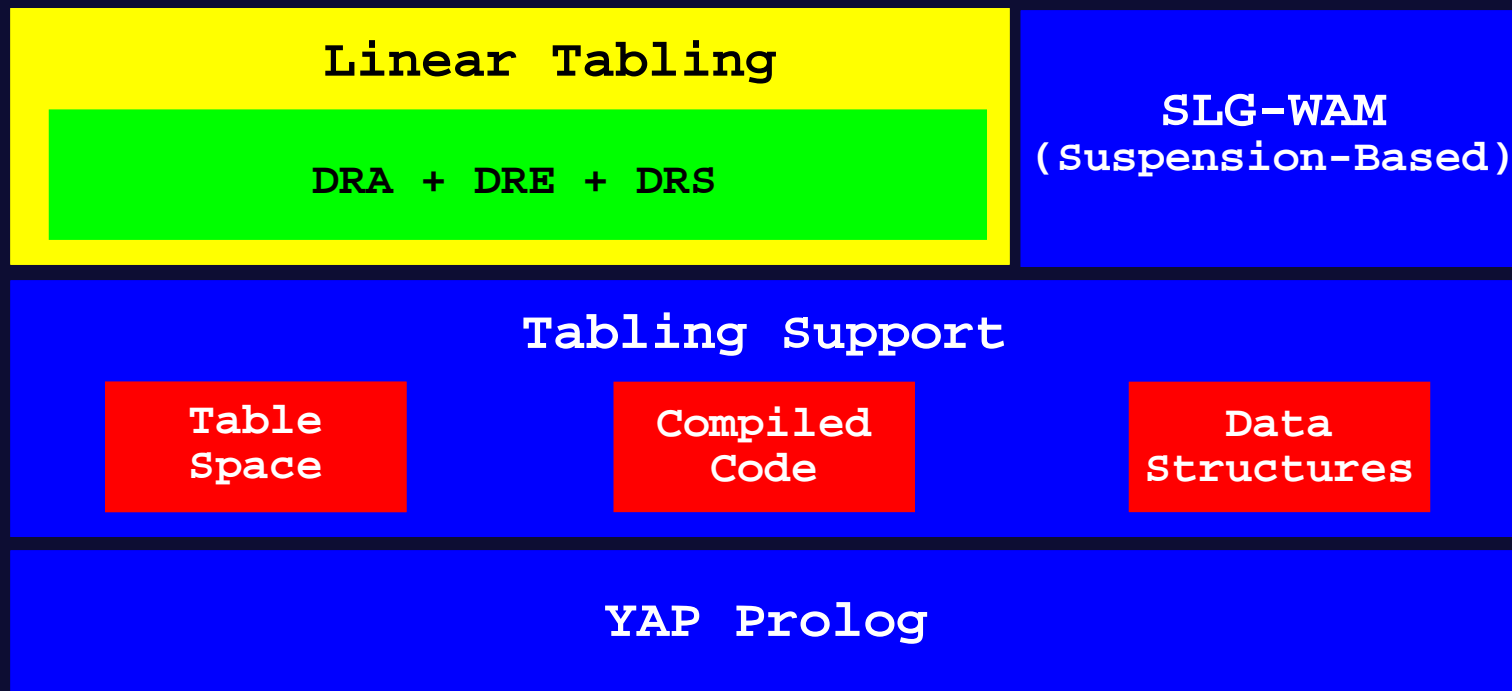 Linear Tabling
DRA + DRE + DRS
SLG-WAM
(Suspension-Based)
Tabling Support
Table
Space
Compiled
Code
Data
Structures
YAP Prolog